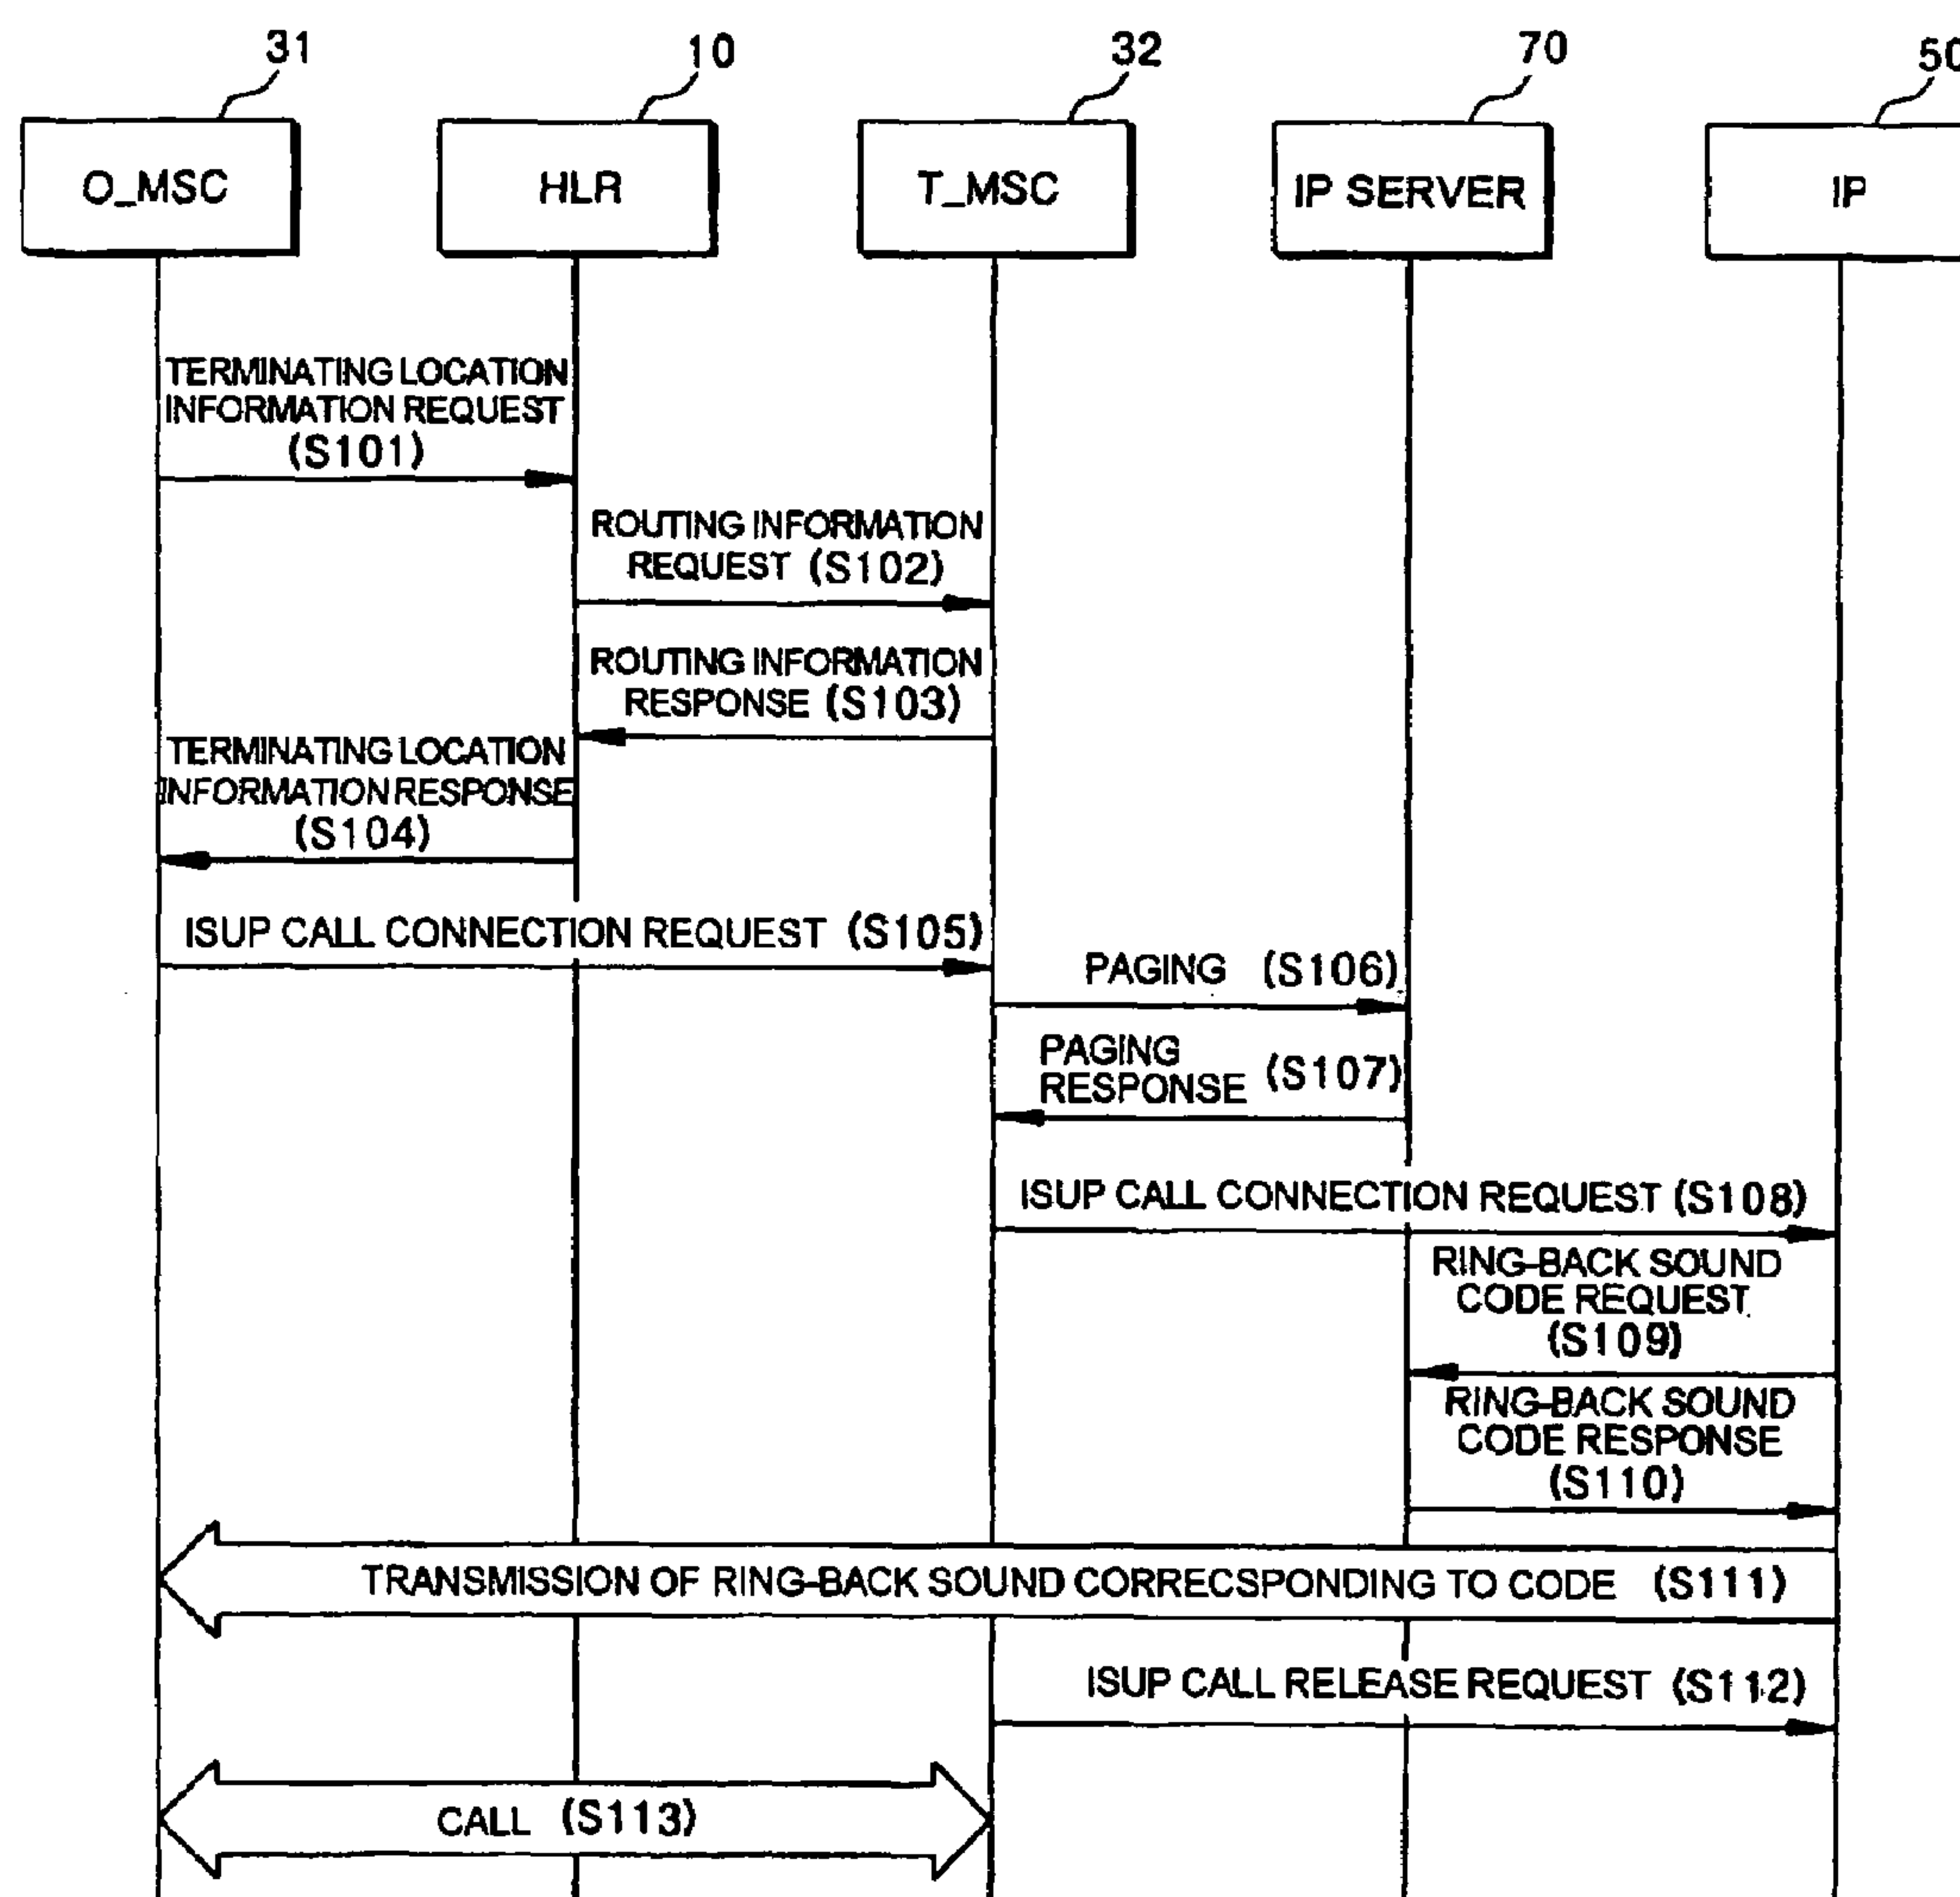 31
10
32
70
50
O_MSC
HLR
T_MSC
IP SERVER
IP
TERMINATING LOCATION
INFORMATION REQUEST
(S101)
ROUTING INFORMATION
REQUEST (S102)
ROUTING INFORMATION
RESPONSE (S103)
TERMINATING LOCATION
INFORMATION RESPONSE
(S104)
ISUP CALL CONNECTION REQUEST (S105)
PAGING (S106)
PAGING
RESPONSE (S107)
ISUP CALL CONNECTION REQUEST (S108)
RING-BACK SOUND
CODE REQUEST
(S109)
RING-BACK SOUND
CODE RESPONSE
(S110)
TRANSMISSION OF RING-BACK SOUND CORRECSPONDING TO CODE (S111)
ISUP CALL RELEASE REQUEST (S112)
CALL (S113)